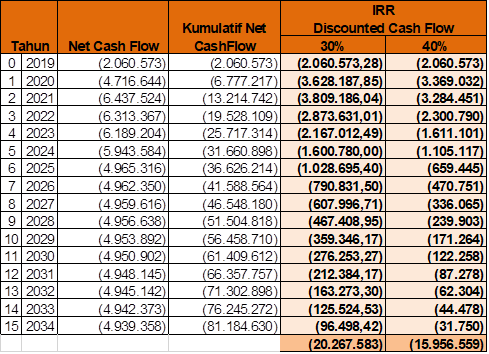 IRR
Kumulatif Net Discounted Cash Flow
Tahun Net Cash Flow CashFlow 30% 40%
0 2019 (2.060.573) (2.060.573) (2.060.573,28) (2.060.573)
1 2020 (4.716.644) (6.777.217) (3.628.187,85) (3.369.032)
2 2021 (6.437.524) (13.214.742) (3.809.186,04) (3.284.451)
3 2022 (6.313.367) (19.528.109) (2.873.631,01) (2.300.790)
4 2023 (6.189.204) (25.717.314) (2.167.012,49) (1.611.101)
5 2024 (5.943.584) (31.660.898) (1.600.780,00) (1.105.117)
6 2025 (4.965.316) (36.626.214) (1.028.695,40) (659.445)
7 2026 (4.962.350) (41.588.564) (790.831,50) (470.751)
8 2027 (4.959.616) (46.548.180) (607.996,71) (336.065)
9 2028 (4.956.638) (51.504.818) (467.408,95) (239.903)
10 2029 (4.953.892) (56.458.710) (359.346,17) (171.264)
11 2030 (4.950.902) (61.409.612) (276.253,27) (122.258)
12 2031 (4.948.145) (66.357.757) (212.384,17) (87.278)
13 2032 (4.945.142) (71.302.898) (163.273,30) (62.304)
14 2033 (4.942.373) (76.245.272) (125.524,53) (44.478)
15 2034 (4.939.358) (81.184.630) (96.498,42) (31.750)
(20.267.583) (15.956.559)